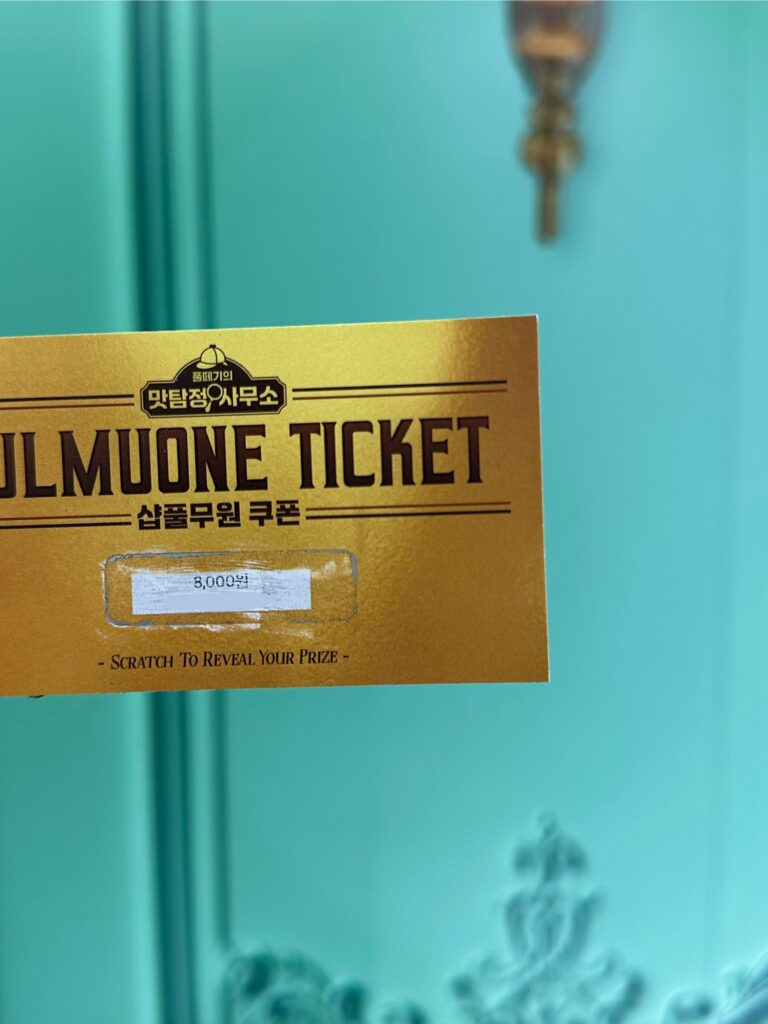 풀떼기의
맛탐정사무소
ULMUONE TICKET
샵풀무원 쿠폰
8,000원
- SCRATCH TO REVEAL YOUR PRIZE -